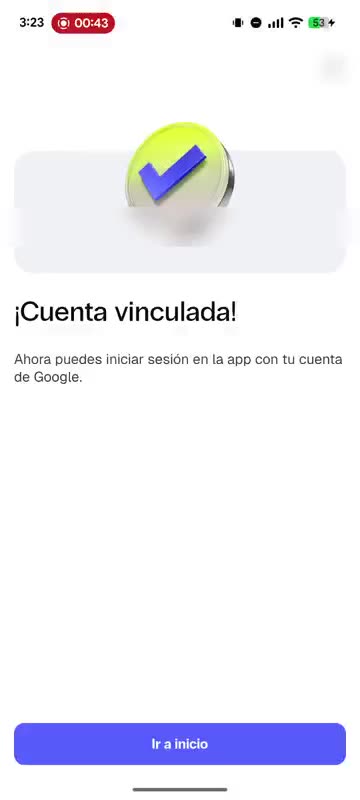 3:23
00:43
53
¡Cuenta vinculada!
Ahora puedes iniciar sesión en la app con tu cuenta
de Google.
Ir a inicio